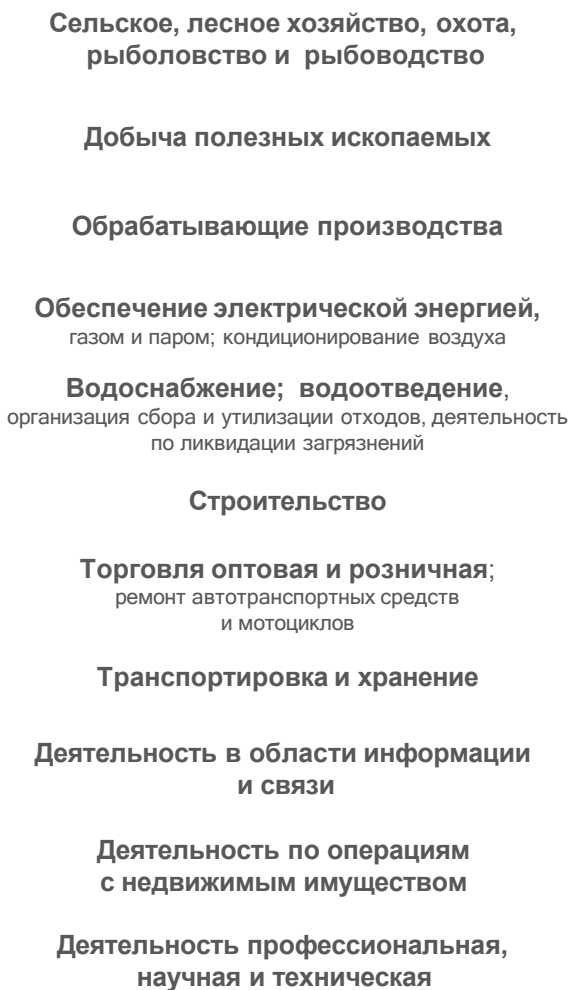 Сельское, лесное хозяйство, охота,
рыболовство и рыбоводство
Добыча полезных ископаемых
Обрабатывающие производства
Обеспечение электрической энергией,
газом и паром; кондиционирование воздуха
Водоснабжение; водоотведение,
организация сбора и утилизации отходов, деятельность
по ликвидации загрязнений
Строительство
Торговля оптовая и розничная;
ремонт автотранспортных средств
и мотоциклов
Транспортировка и хранение
Деятельность в области информации
и связи
Деятельность по операциям
с недвижимым имуществом
Деятельность профессиональная,
научная и техническая